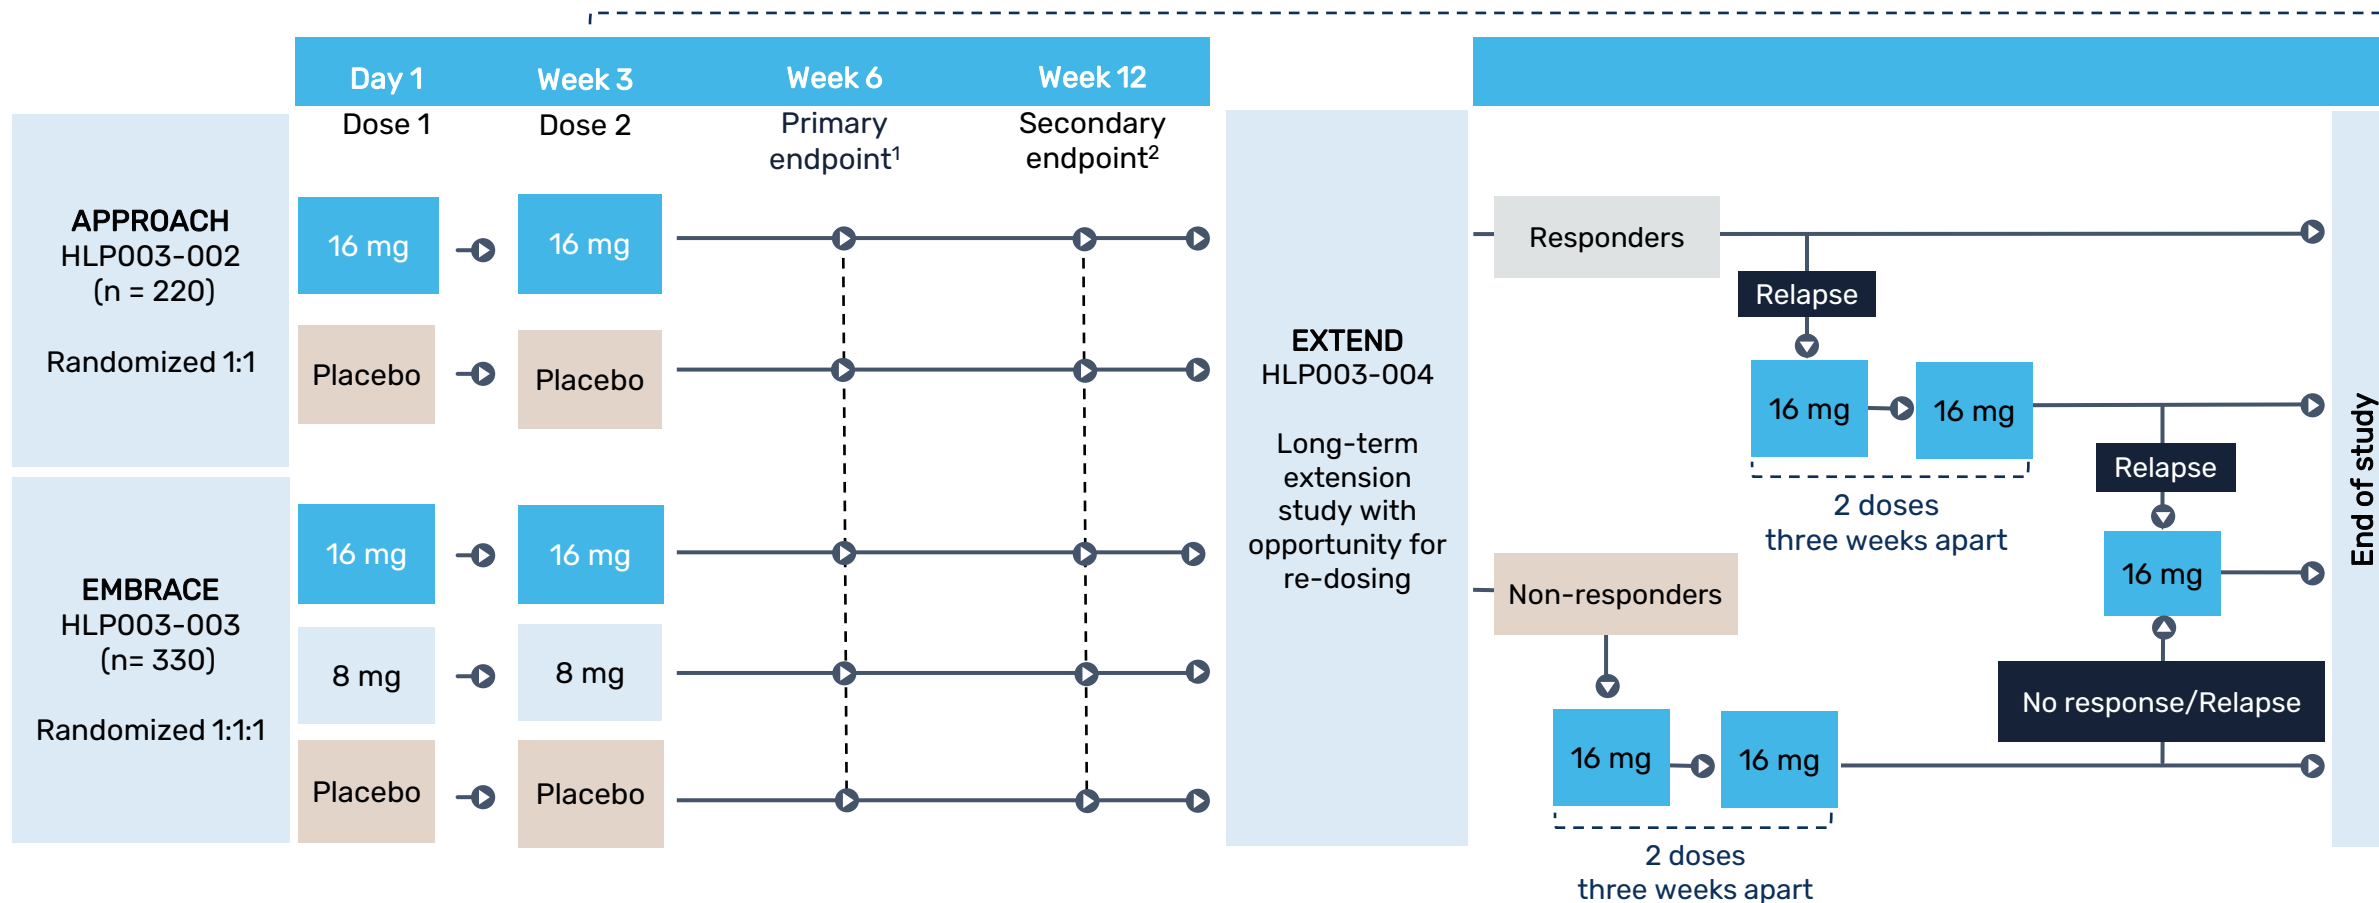 Day 1
Week 3
Week 6
Week 12
Dose 1
Dose 2
Primary
endpoint¹
Secondary
endpoint²
APPROACH
HLP003-002
(n = 220)
Randomized 1:1
16 mg
16 mg
Placebo
Placebo
EMBRACE
HLP003-003
(n= 330)
Randomized 1:1:1
16 mg
16 mg
8 mg
8 mg
Placebo
Placebo
EXTEND
HLP003-004
Long-term
extension
study with
opportunity for
re-dosing
Responders
Relapse
16 mg
16 mg
2 doses
three weeks apart
Relapse
16 mg
Non-responders
No response/Relapse
16 mg
16 mg
2 doses
three weeks apart
End of study